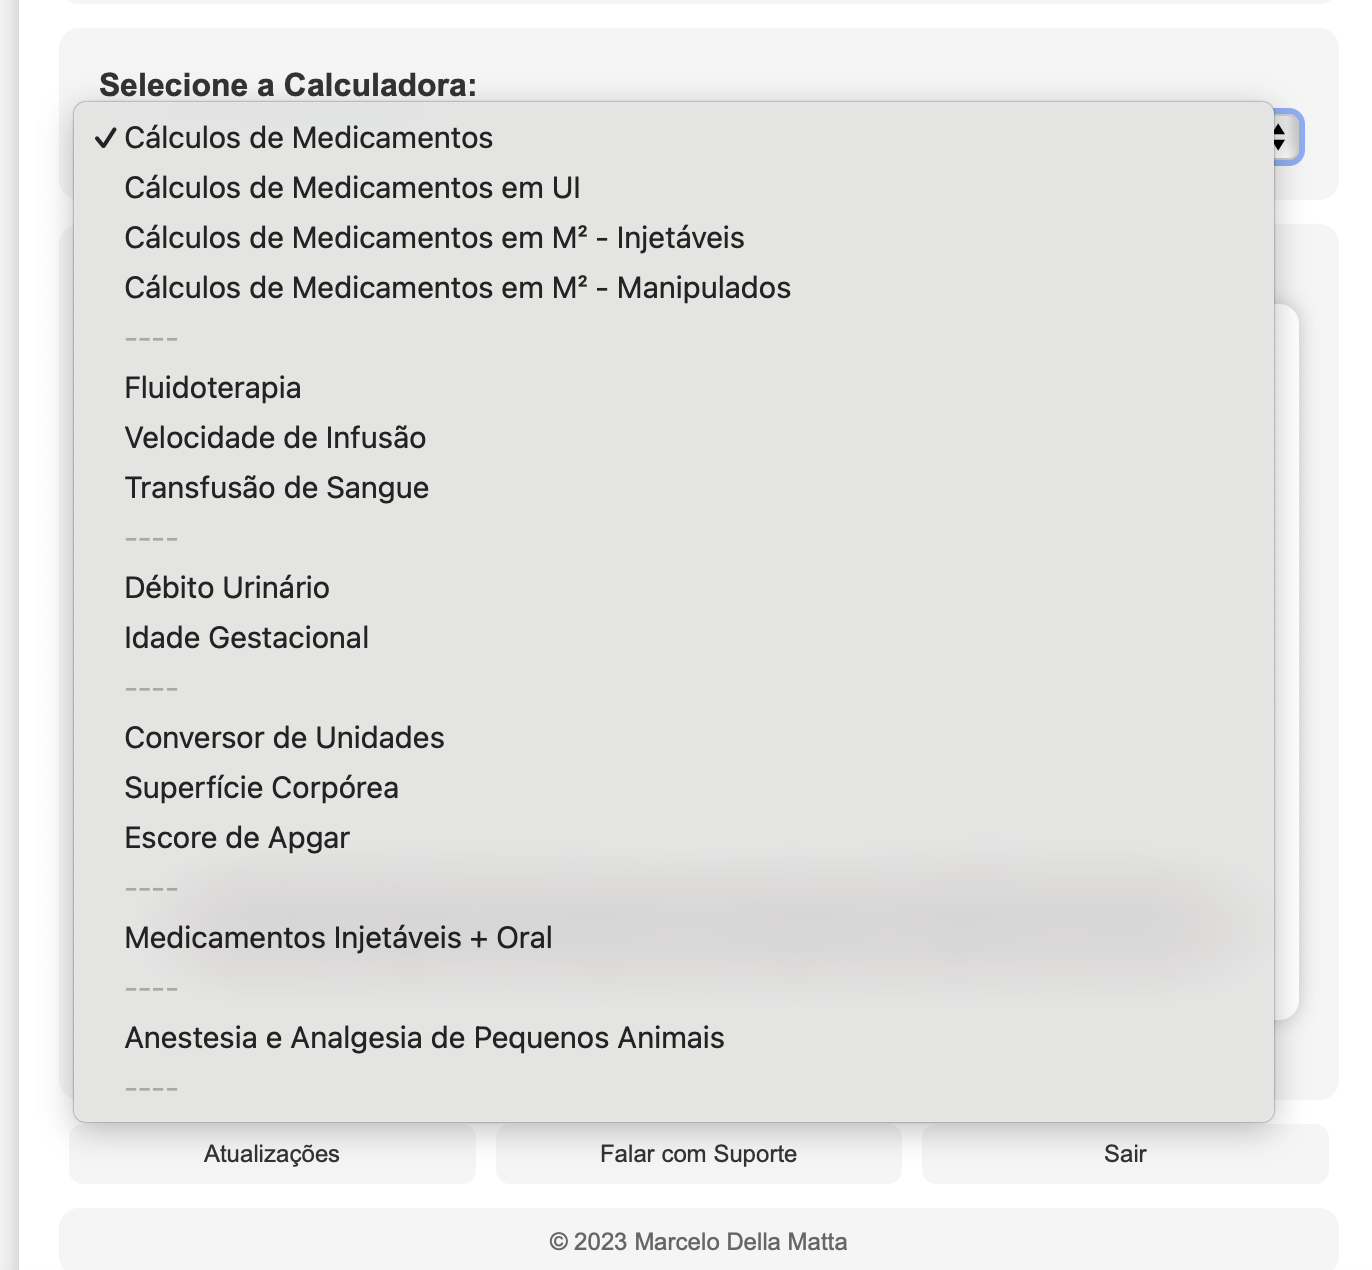 Selecione a Calculadora:
✓ Cálculos de Medicamentos
Cálculos de Medicamentos em UI
Cálculos de Medicamentos em M² - Injetáveis
Cálculos de Medicamentos em M² - Manipulados
----
Fluidoterapia
Velocidade de Infusão
Transfusão de Sangue
----
Débito Urinário
Idade Gestacional
----
Conversor de Unidades
Superfície Corpórea
Escore de Apgar
----
Medicamentos Injetáveis + Oral
----
Anestesia e Analgesia de Pequenos Animais
----
Atualizações
Falar com Suporte
Sair
© 2023 Marcelo Della Matta